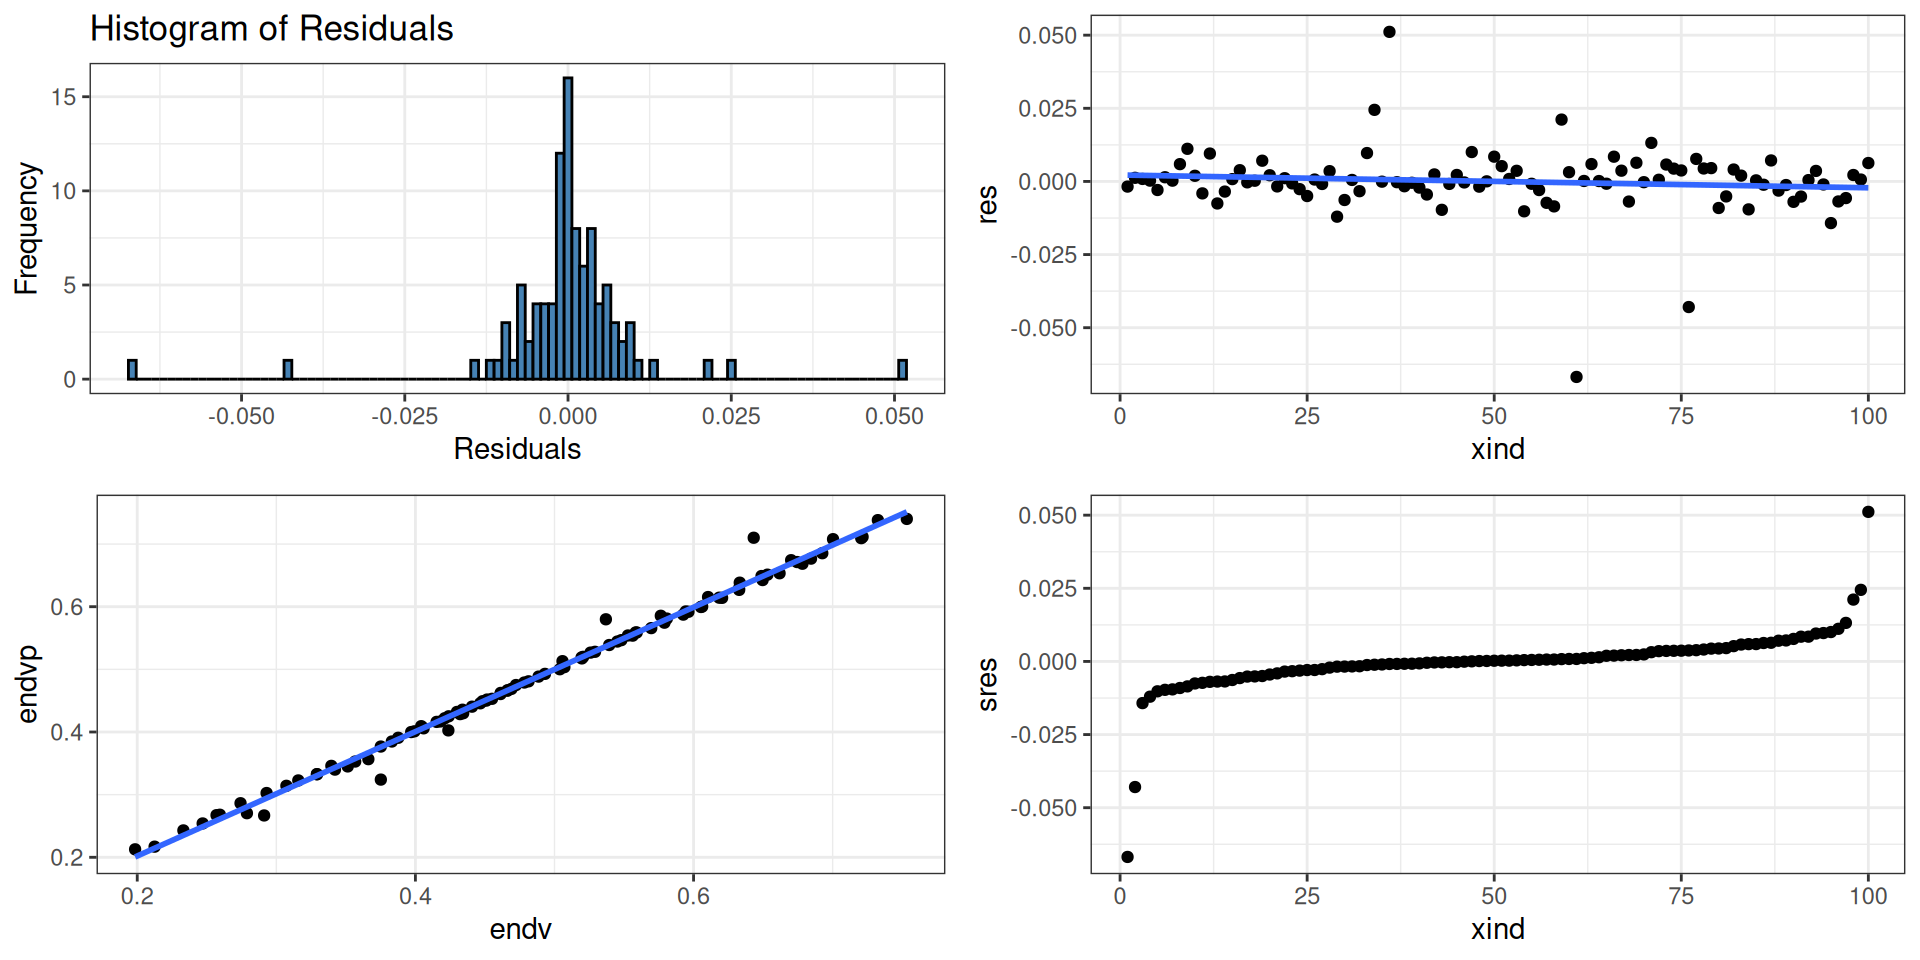 Histogram of Residuals
15
10
5
0
Frequency
-0.050 -0.025 0.000 0.025 0.050
Residuals
0.050
0.025
0.000
-0.025
-0.050
res
0 25 50 75 100
xind
0.6
0.4
0.2
endvp
0.2 0.4 0.6
endv
0.050
0.025
0.000
-0.025
-0.050
sres
0 25 50 75 100
xind